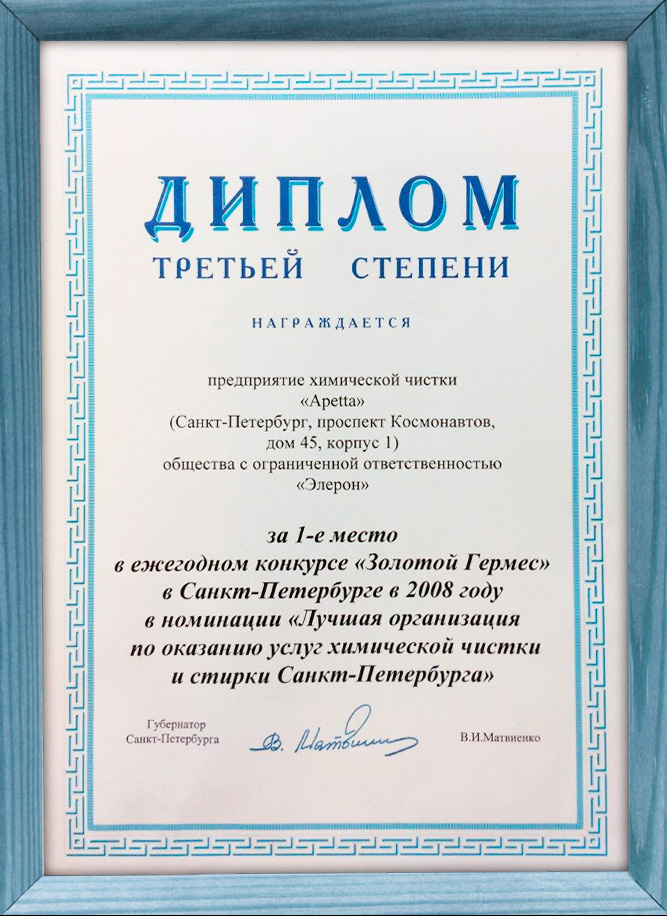 ДИПЛОМ
ТРЕТЬЕЙ СТЕПЕНИ
НАГРАЖДАЕТСЯ
предприятие химической чистки
«Apetta»
(Санкт-Петербург, проспект Космонавтов,
дом 45, корпус 1)
общества с ограниченной ответственностью
«Элерон»
за 1-е место
в ежегодном конкурсе «Золотой Гермес»
в Санкт-Петербурге в 2008 году
в номинации «Лучшая организация
по оказанию услуг химической чистки
и стирки Санкт-Петербурга»
Губернатор
Санкт-Петербурга
В. Матвиенко
В.И.Матвиенко